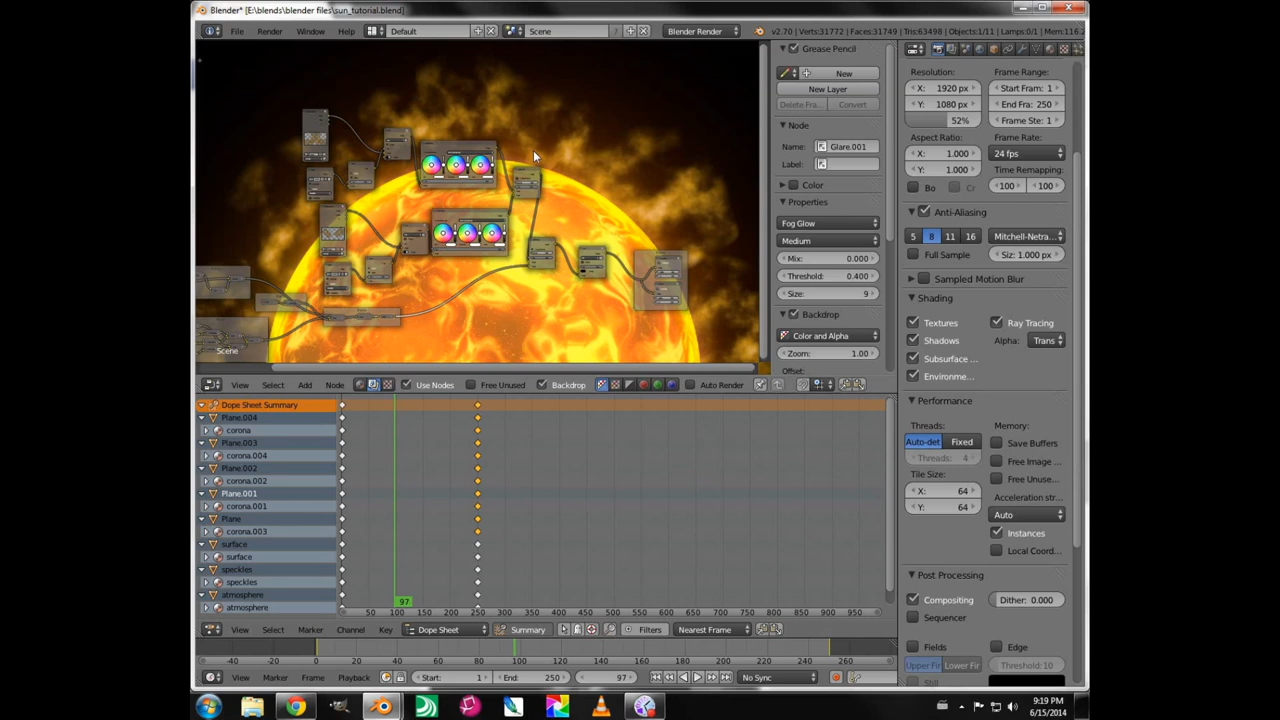 Blender* [E:\blends\blender files\sun_tutorial.blend]
File Render Window Help Default Scene 7 Blender Render v2.70 | Verts:31772 | Faces:31749 | Tris:63498 | Objects:1/11 | Lamps:0/1 | Mem:116.2
Grease Pencil
New
New Layer
Delete Fra... Convert
Node
Name: Glare.001
Label:
Color
Properties
Fog Glow
Medium
Mix: 0.000
Threshold: 0.400
Size: 9
Backdrop
Color and Alpha
Zoom: 1.00
Offset:
Resolution: Frame Range:
X: 1920 px Start Fram: 1
Y: 1080 px End Fra: 250
52% Frame Ste: 1
Aspect Ratio: Frame Rate:
X: 1.000 24 fps
Y: 1.000 Time Remapping:
Bo Cr 100 100
Anti-Aliasing
5 8 11 16 Mitchell-Netra...
Full Sample Siz: 1.000 px
Sampled Motion Blur
Shading
Textures Ray Tracing
Shadows Alpha: Trans
Subsurface ...
Environme...
Performance
Threads: Memory:
Auto-det Fixed Save Buffers
Threads: 4 Free Image ...
Tile Size: Free Unuse...
X: 64 Acceleration str...
Y: 64 Auto
Instances
Local Coord...
Post Processing
Compositing Dither: 0.000
Sequencer
Fields Edge
Upper Fir Lower Fir Threshold: 10
Still
Scene
View Select Add Node Use Nodes Free Unused Backdrop Auto Render
Dope Sheet Summary
Plane.004
corona
Plane.003
corona.004
Plane.002
corona.002
Plane.001
corona.001
Plane
corona.003
surface
surface
speckles
speckles
atmosphere
atmosphere
97
50 100 150 200 250 300 350 400 450 500 550 600 650 700 750 800 850 900 950
View Select Marker Channel Key Dope Sheet Summary Filters Nearest Frame
-40 -20 0 20 40 60 80 100 120 140 160 180 200 220 240 260
View Marker Frame Playback Start: 1 End: 250 97 No Sync
9:19 PM
6/15/2014